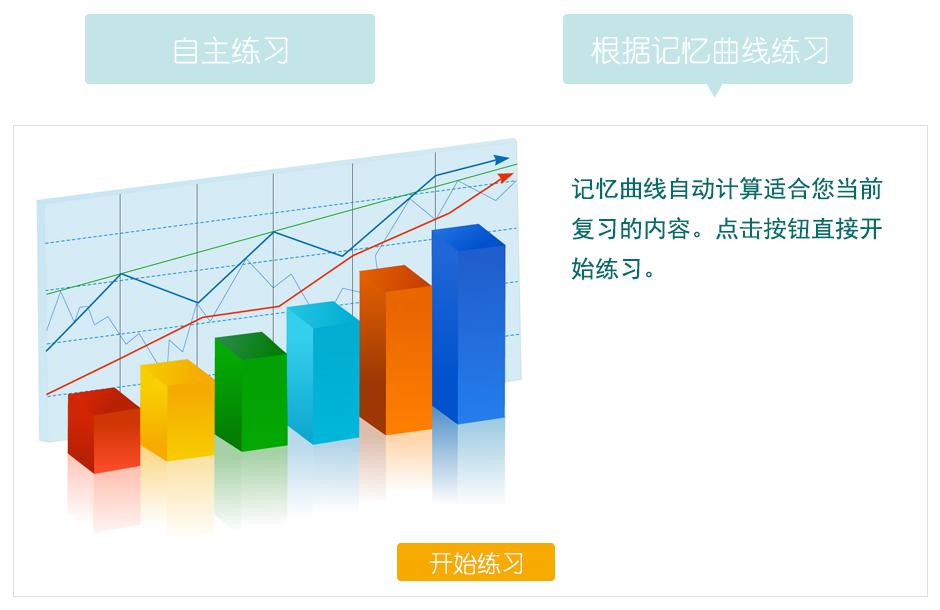 自主练习
根据记忆曲线练习
记忆曲线自动计算适合您当前
复习的内容。点击按钮直接开
始练习。
开始练习